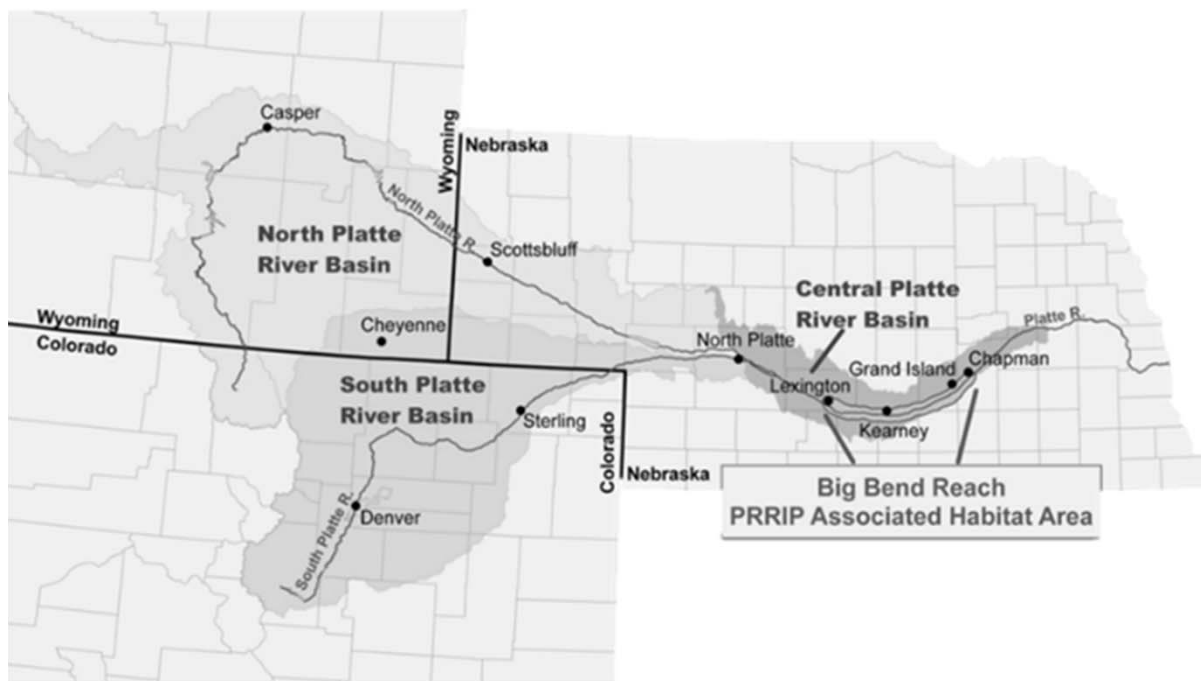 Casper
Wyoming
Nebraska
North Platte R.
North Platte
River Basin
Scottsbluff
Central Platte
River Basin
Platte R.
Wyoming
Colorado
Cheyenne
North Platte
Grand Island
Chapman
South Platte
River Basin
Lexington
Sterling
Kearney
Colorado
Nebraska
Big Bend Reach
PRRIP Associated Habitat Area
South Platte R.
Denver